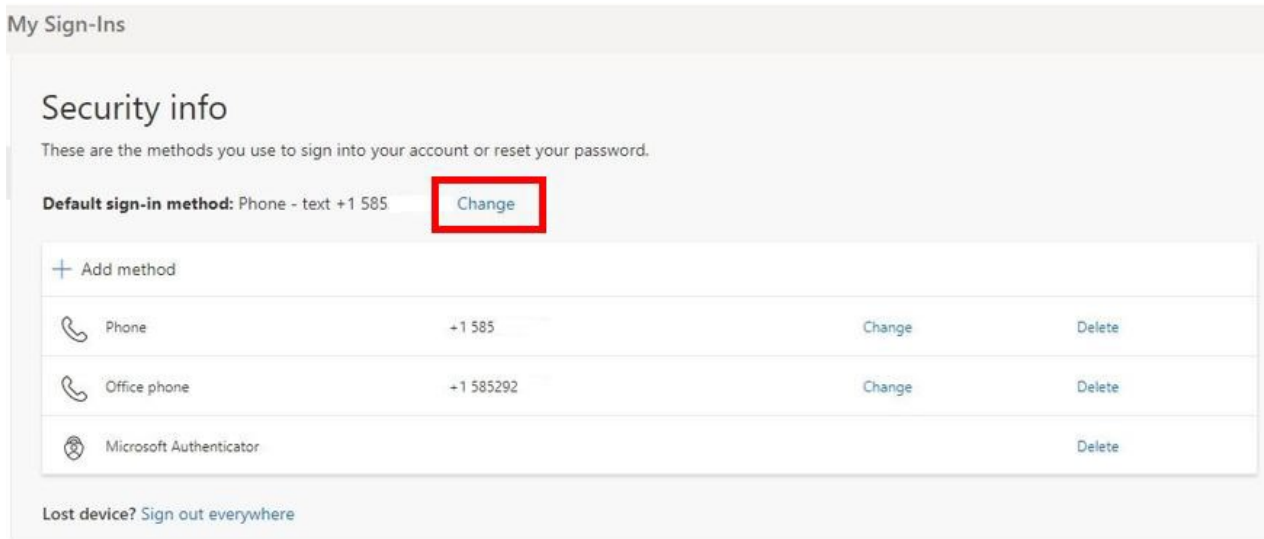 My Sign-Ins
Security info
These are the methods you use to sign into your account or reset your password.
Default sign-in method: Phone - text +1 585 Change
+ Add method
Phone +1 585 Change Delete
Office phone +1 585292 Change Delete
Microsoft Authenticator Delete
Lost device? Sign out everywhere